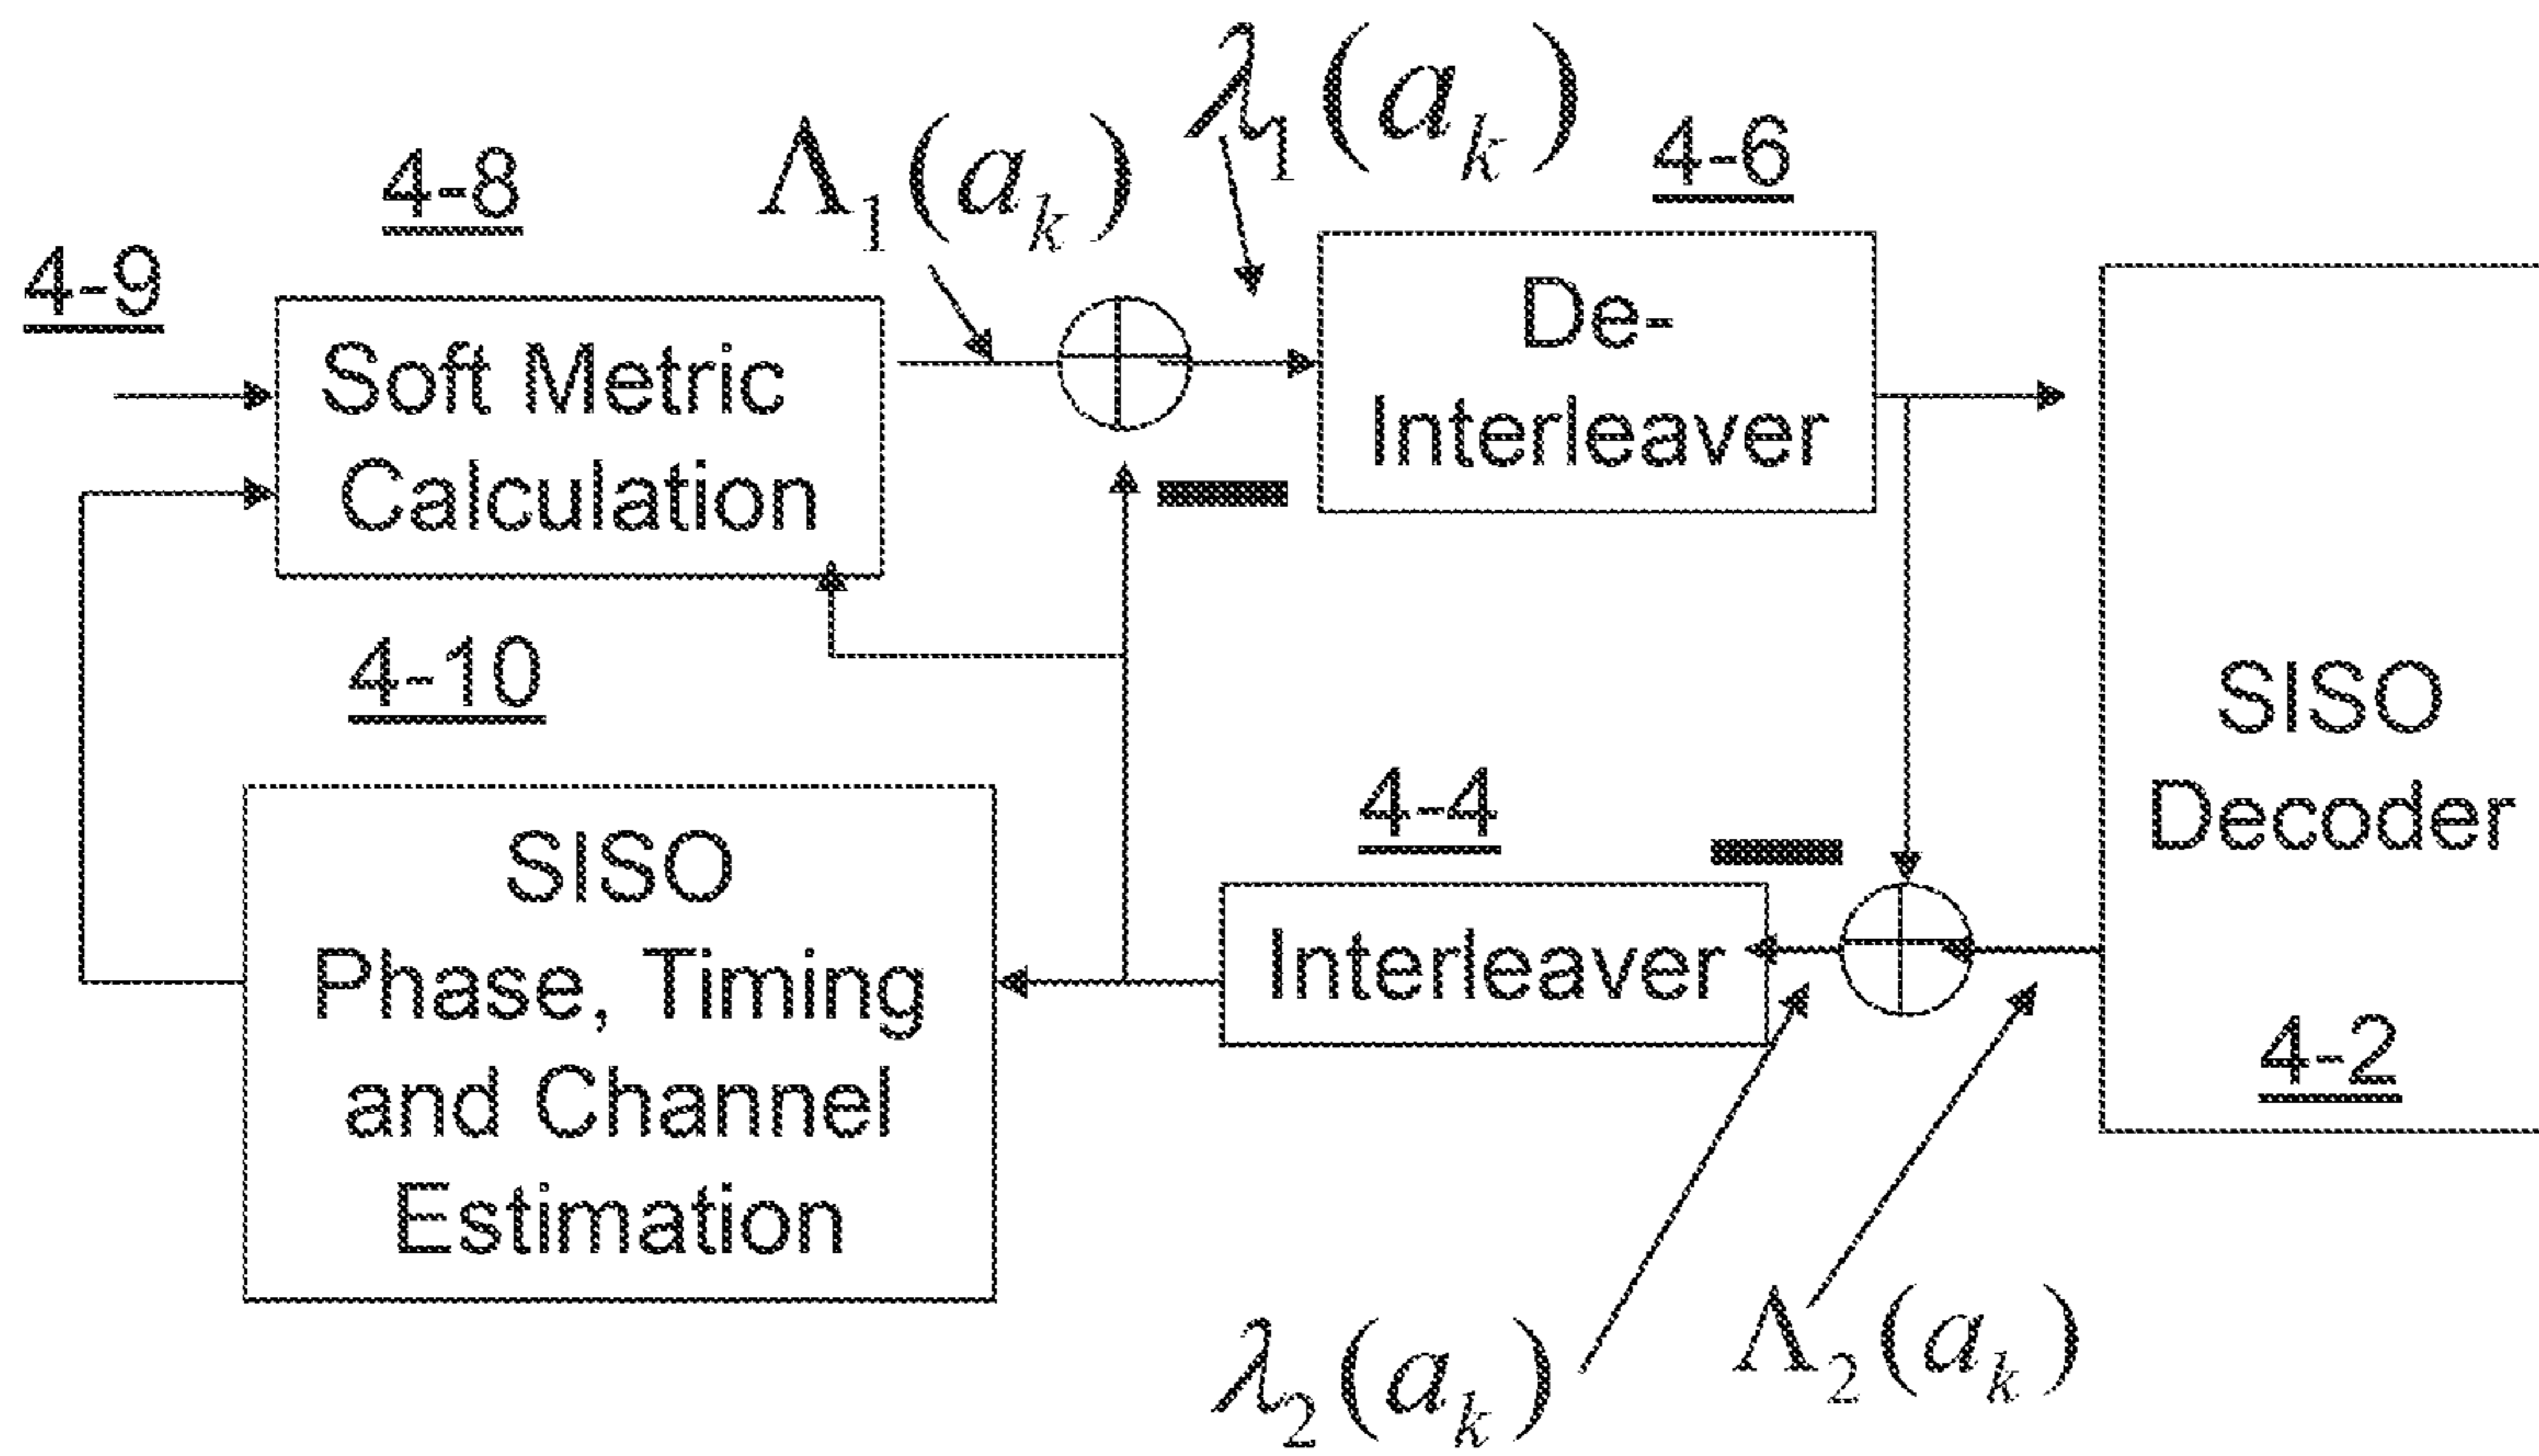 λ₁(aₖ)
4-6
Λ₁(aₖ)
4-8
4-9
Soft Metric
Calculation
De-
Interleaver
4-10
SISO
Decoder
4-2
4-4
Interleaver
SISO
Phase, Timing
and Channel
Estimation
λ₂(aₖ)
Λ₂(aₖ)